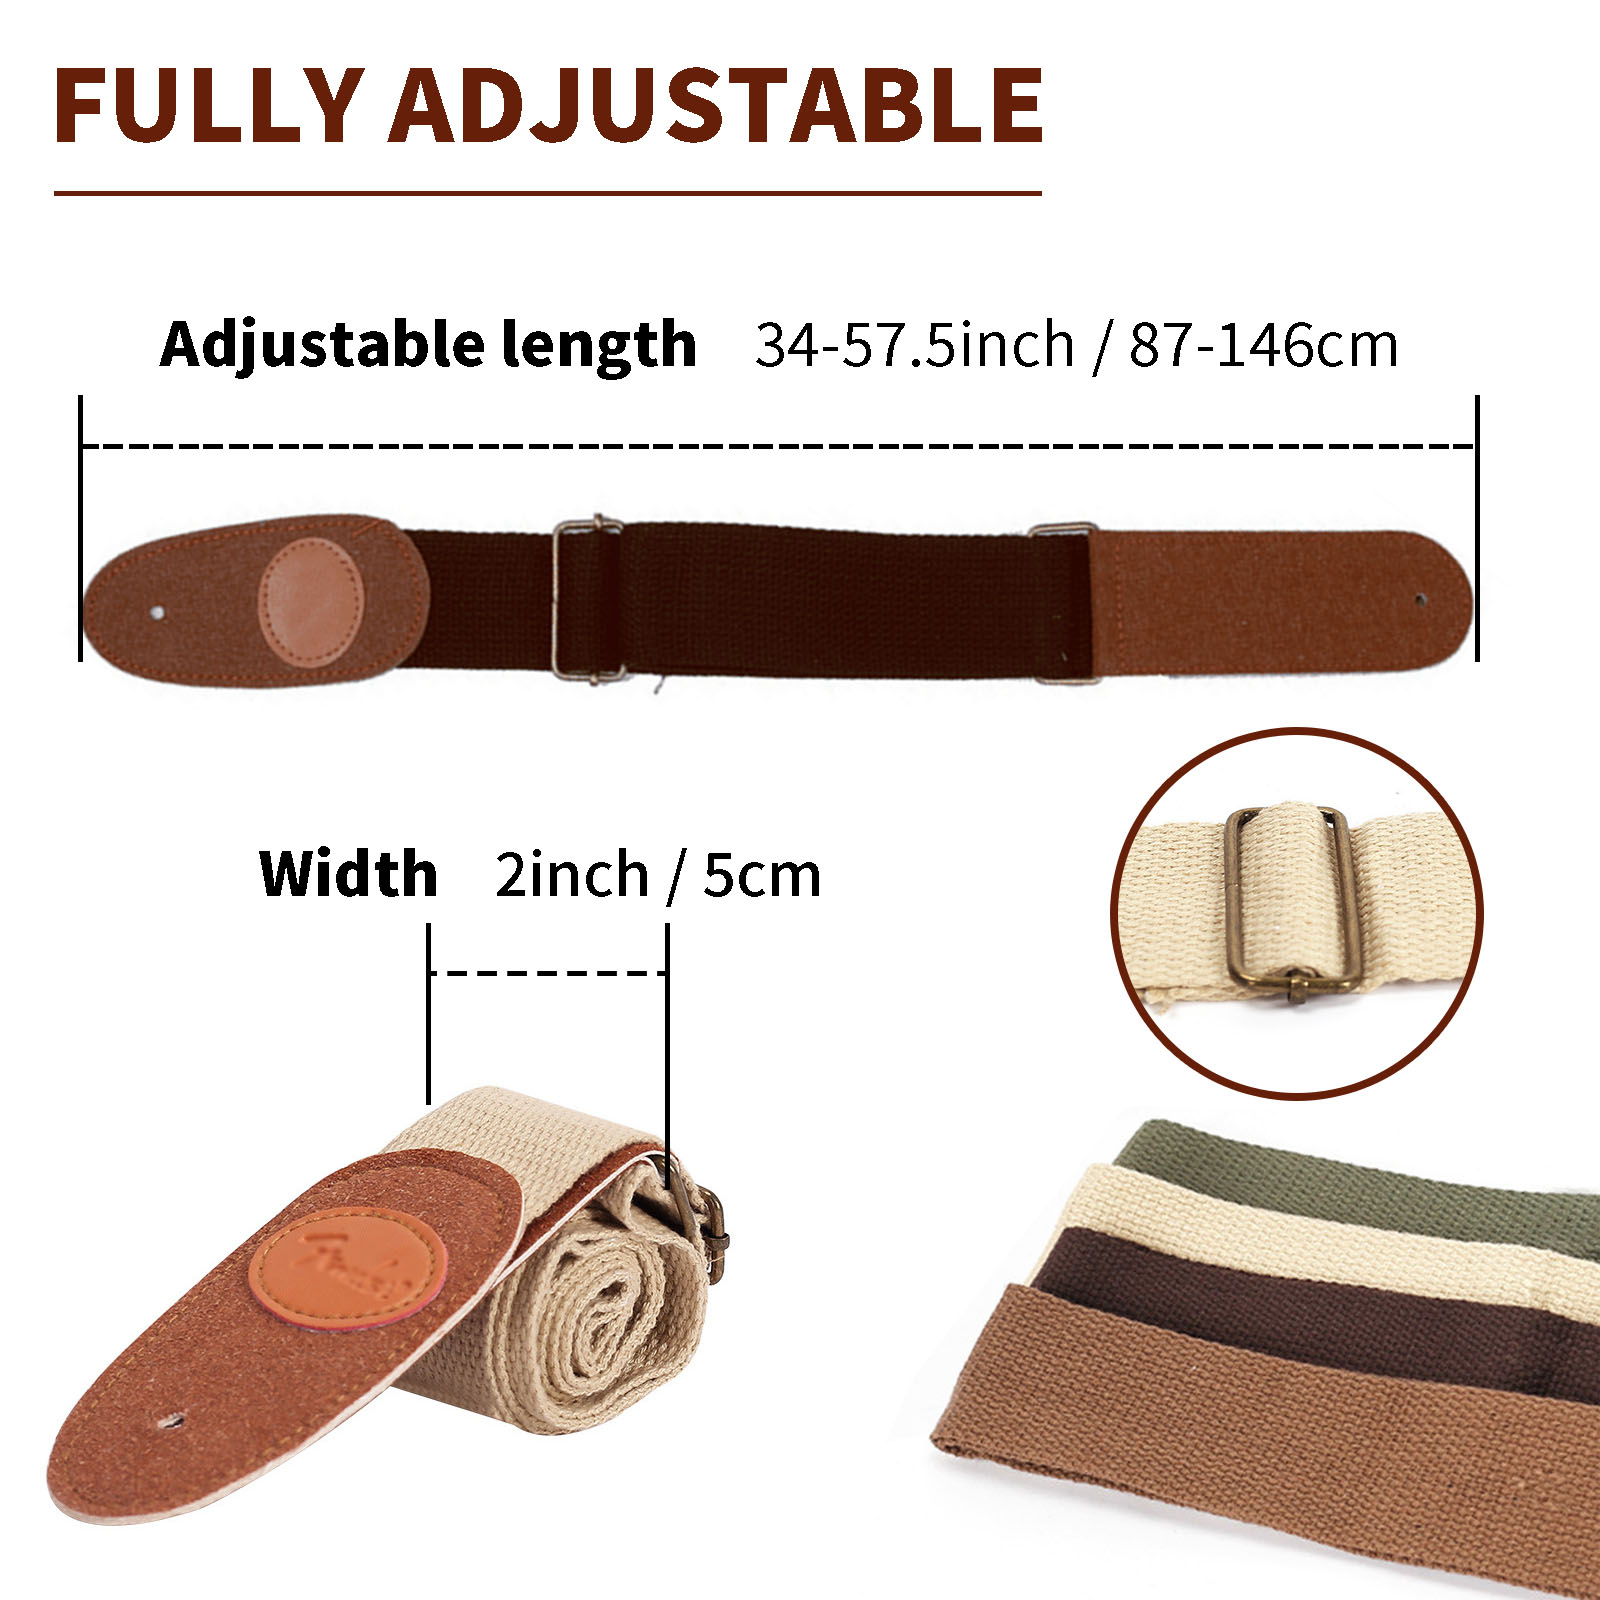 FULLY ADJUSTABLE
Adjustable length 34-57.5inch / 87-146cm
Width 2inch / 5cm